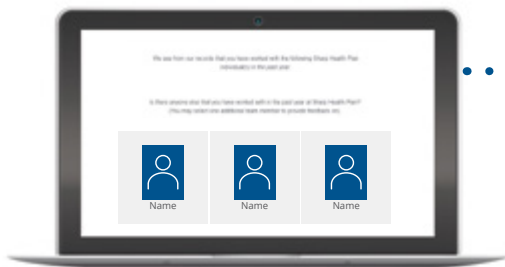 We see from our records that you have worked with the following Sharp Health Plan
individual(s) in the past year.
Is there anyone else that you have worked with in the past year at Sharp Health Plan?
(You may select one additional team member to provide feedback on).
Name
Name
Name